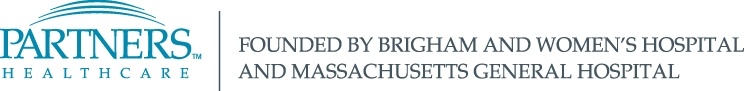 PARTNERS™
HEALTHCARE
FOUNDED BY BRIGHAM AND WOMEN’S HOSPITAL
AND MASSACHUSETTS GENERAL HOSPITAL